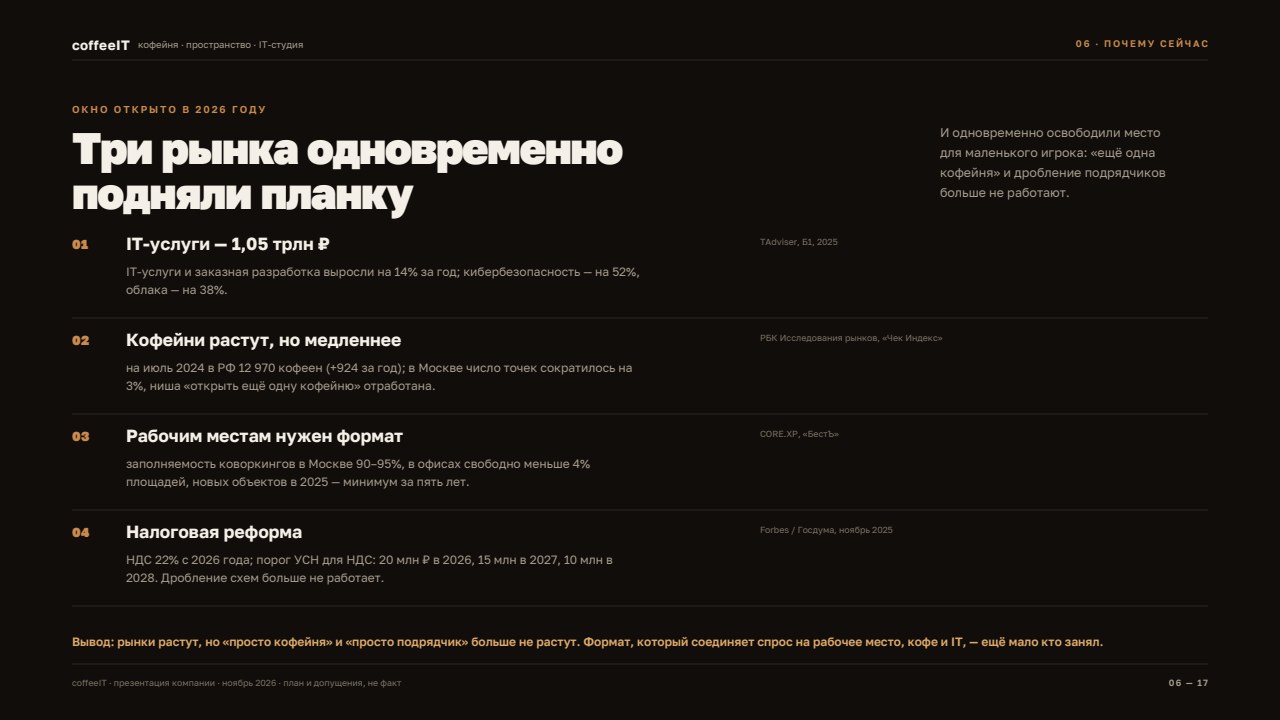 coffeeIT кофейня · пространство · IT-студия
06 · ПОЧЕМУ СЕЙЧАС
ОКНО ОТКРЫТО В 2026 ГОДУ
Три рынка одновременно
подняли планку
И одновременно освободили место
для маленького игрока: «ещё одна
кофейня» и дробление подрядчиков
больше не работают.
01
IT-услуги — 1,05 трлн ₽
IT-услуги и заказная разработка выросли на 14% за год; кибербезопасность — на 52%,
облака — на 38%.
TAdviser, Б1, 2025
02
Кофейни растут, но медленнее
на июль 2024 в РФ 12 970 кофеен (+924 за год); в Москве число точек сократилось на
3%, ниша «открыть ещё одну кофейню» отработана.
РБК Исследования рынков, «Чек Индекс»
03
Рабочим местам нужен формат
заполняемость коворкингов в Москве 90–95%, в офисах свободно меньше 4%
площадей, новых объектов в 2025 — минимум за пять лет.
CORE.XP, «БестЪ»
04
Налоговая реформа
НДС 22% с 2026 года; порог УСН для НДС: 20 млн ₽ в 2026, 15 млн в 2027, 10 млн в
2028. Дробление схем больше не работает.
Forbes / Госдума, ноябрь 2025
Вывод: рынки растут, но «просто кофейня» и «просто подрядчик» больше не растут. Формат, который соединяет спрос на рабочее место, кофе и IT, — ещё мало кто занял.
coffeeIT · презентация компании · ноябрь 2026 · план и допущения, не факт
06 — 17